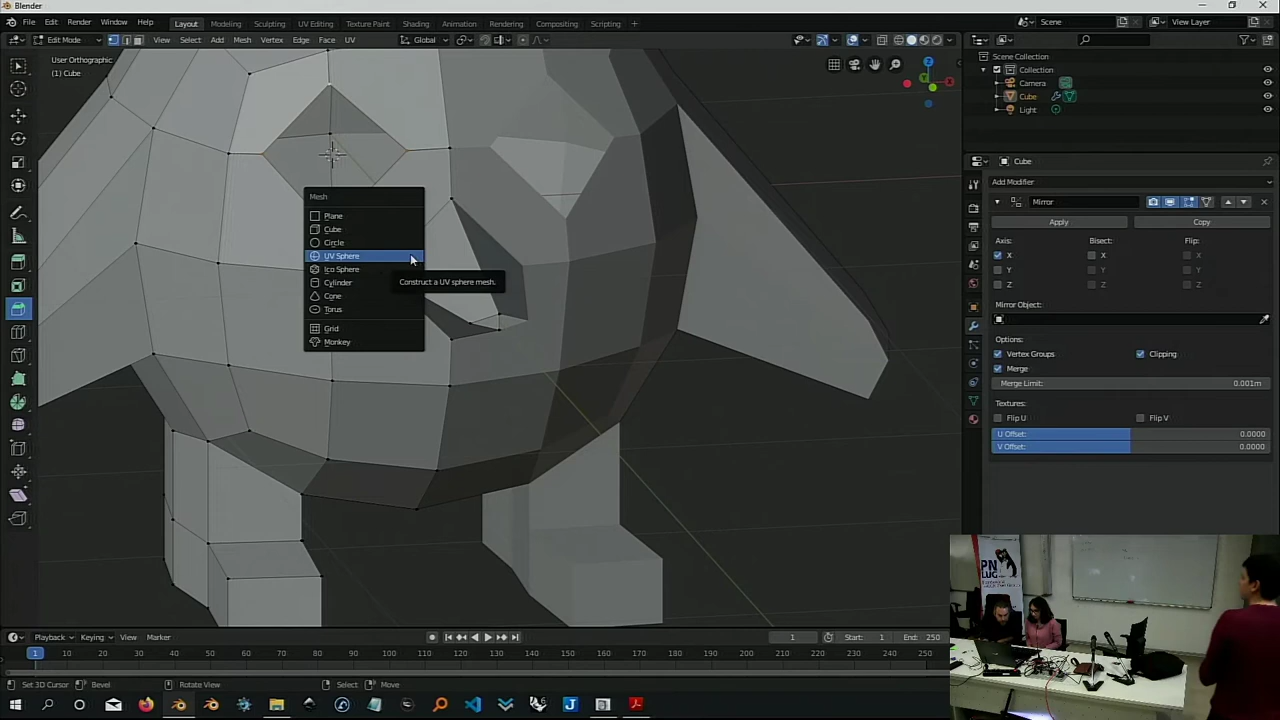 Blender
File Edit Render Window Help
Layout Modeling Sculpting UV Editing Texture Paint Shading Animation Rendering Compositing Scripting +
Scene
View Layer
Edit Mode
View Select Add Mesh Vertex Edge Face UV
Global
User Orthographic
(1) Cube
Mesh
Plane
Cube
Circle
UV Sphere
Ico Sphere
Cylinder
Cone
Torus
Grid
Monkey
Construct a UV sphere mesh.
Scene Collection
Collection
Camera
Cube
Light
Cube
Add Modifier
Mirror
Apply
Copy
Axis: Bisect: Flip:
X X X
Y Y Y
Z Z Z
Mirror Object:
Options:
Vertex Groups
Clipping
Merge
Merge Limit: 0.001m
Textures:
Flip U
Flip V
U Offset: 0.0000
V Offset: 0.0000
PN
LUG
Playback Keying View Marker
1
Start: 1
End: 250
1 10 20 30 40 50 60 70 80 90 100 110 120 130 140 150 160 170 180 190 200 210 220 230 240 250
Set 3D Cursor
Bevel
Rotate View
Select
Move